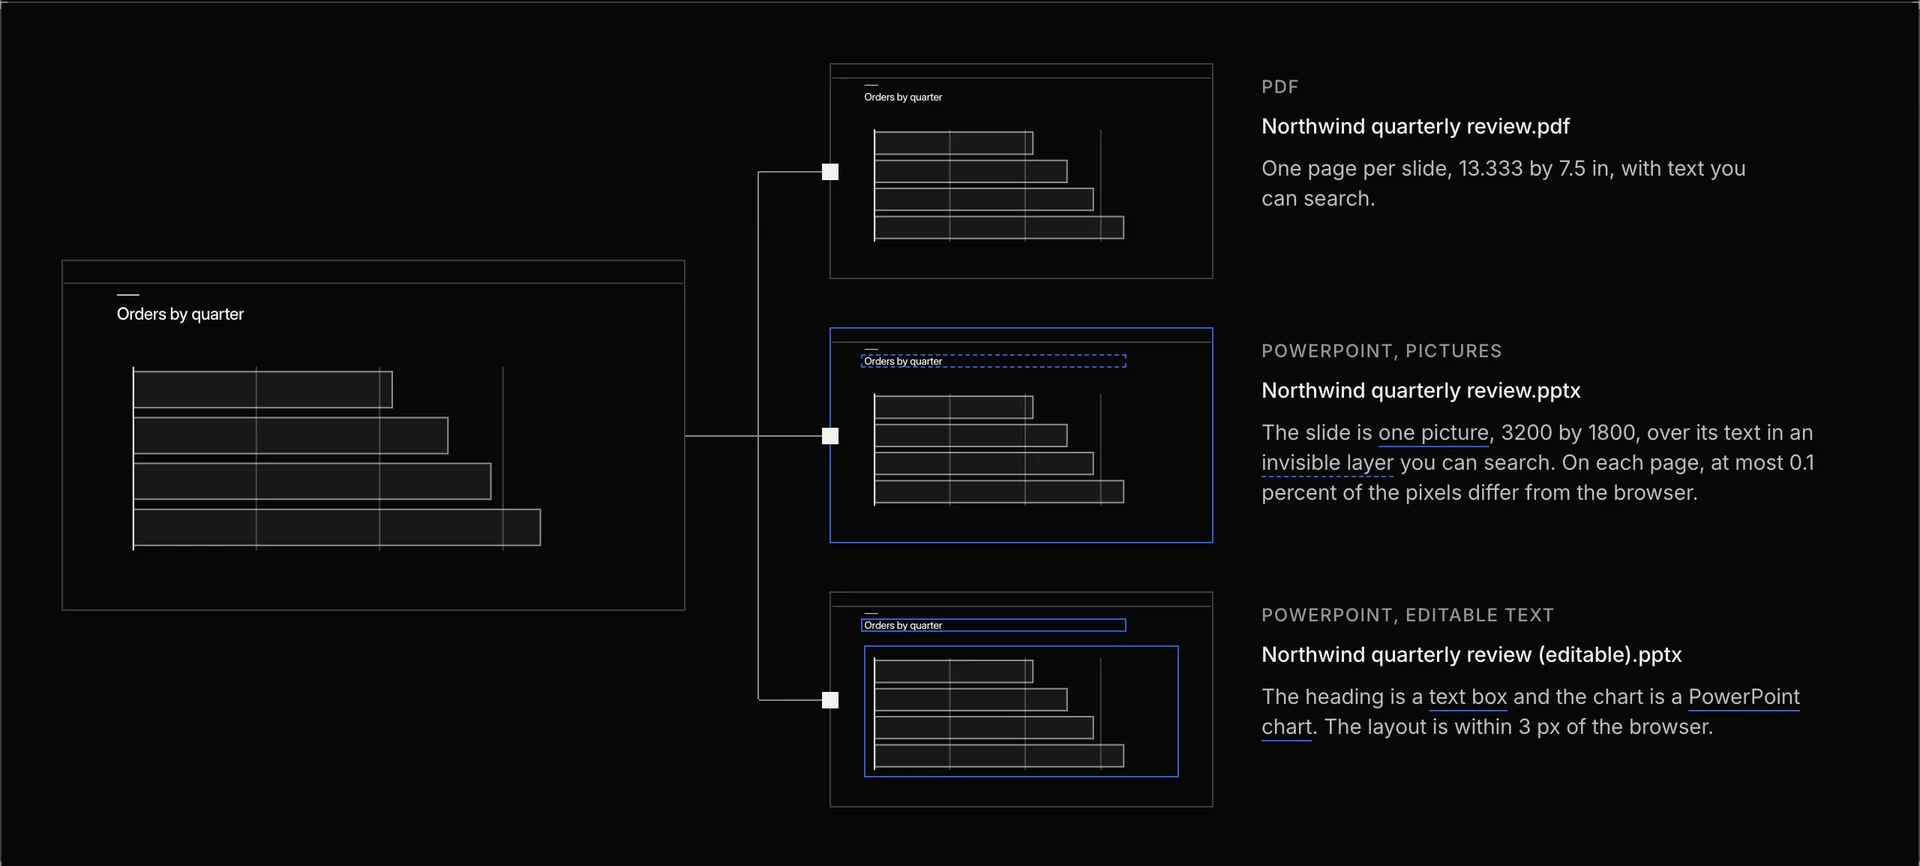 Orders by quarter
Orders by quarter
PDF
Northwind quarterly review.pdf
One page per slide, 13.333 by 7.5 in, with text you
can search.
Orders by quarter
POWERPOINT, PICTURES
Northwind quarterly review.pptx
The slide is one picture, 3200 by 1800, over its text in an
invisible layer you can search. On each page, at most 0.1
percent of the pixels differ from the browser.
Orders by quarter
POWERPOINT, EDITABLE TEXT
Northwind quarterly review (editable).pptx
The heading is a text box and the chart is a PowerPoint
chart. The layout is within 3 px of the browser.